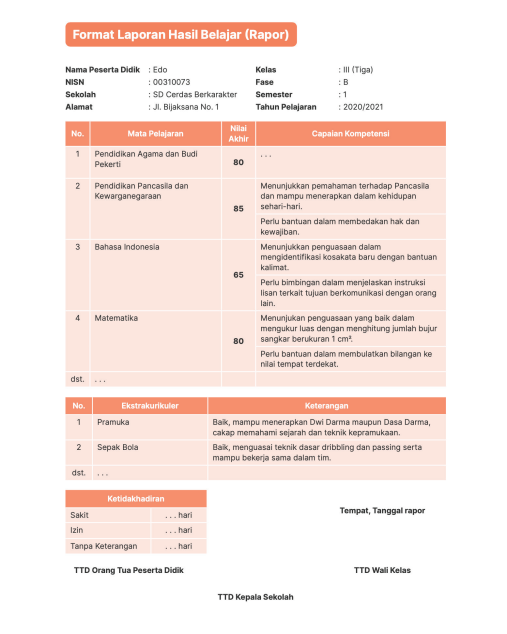 Format Laporan Hasil Belajar (Rapor)
Nama Peserta Didik : Edo Kelas : III (Tiga)
NISN : 00310073 Fase : B
Sekolah : SD Cerdas Berkarakter Semester : 1
Alamat : Jl. Bijaksana No. 1 Tahun Pelajaran : 2020/2021
No. Mata Pelajaran Nilai Akhir Capaian Kompetensi
1 Pendidikan Agama dan Budi
Pekerti
80
. . .
2 Pendidikan Pancasila dan
Kewarganegaraan
85
Menunjukkan pemahaman terhadap Pancasila
dan mampu menerapkan dalam kehidupan
sehari-hari.
Perlu bantuan dalam membedakan hak dan
kewajiban.
3 Bahasa Indonesia
65
Menunjukkan penguasaan dalam
mengidentifikasi kosakata baru dengan bantuan
kalimat.
Perlu bimbingan dalam menjelaskan instruksi
lisan terkait tujuan berkomunikasi dengan orang
lain.
4 Matematika
80
Menunjukan penguasaan yang baik dalam
mengukur luas dengan menghitung jumlah bujur
sangkar berukuran 1 cm².
Perlu bantuan dalam membulatkan bilangan ke
nilai tempat terdekat.
dst. . . .
No. Ekstrakurikuler Keterangan
1 Pramuka Baik, mampu menerapkan Dwi Darma maupun Dasa Darma,
cakap memahami sejarah dan teknik kepramukaan.
2 Sepak Bola Baik, menguasai teknik dasar dribbling dan passing serta
mampu bekerja sama dalam tim.
dst. . . .
Ketidakhadiran
Sakit . . . hari
Izin . . . hari
Tanpa Keterangan . . . hari
Tempat, Tanggal rapor
TTD Orang Tua Peserta Didik TTD Wali Kelas
TTD Kepala Sekolah